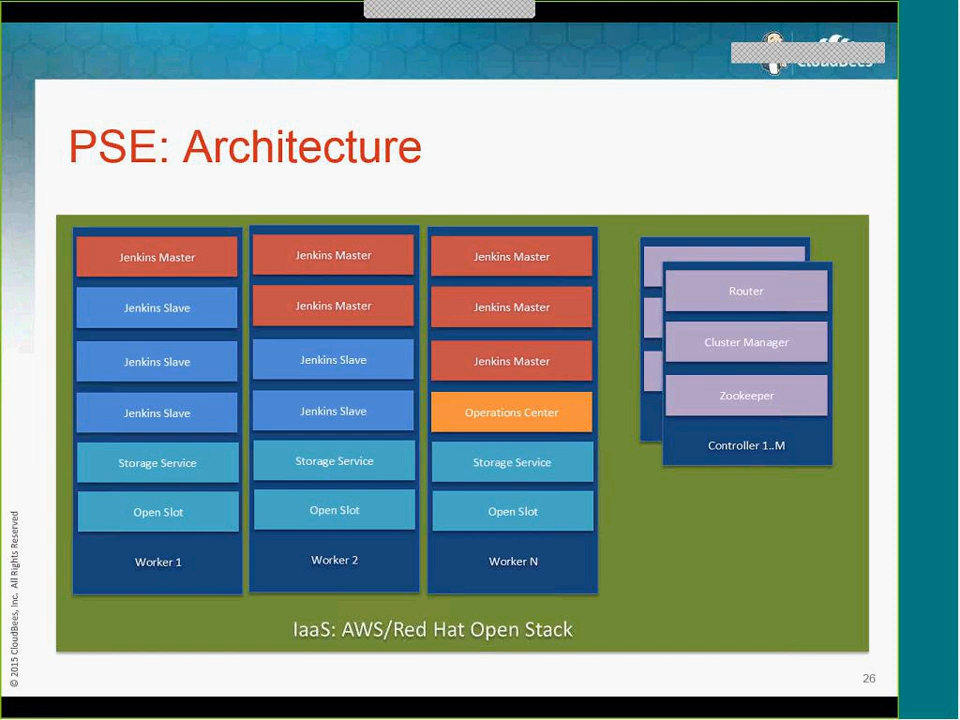 CloudBees
PSE: Architecture
Jenkins Master
Jenkins Slave
Jenkins Slave
Jenkins Slave
Storage Service
Open Slot
Worker 1
Jenkins Master
Jenkins Master
Jenkins Slave
Jenkins Slave
Storage Service
Open Slot
Worker 2
Jenkins Master
Jenkins Master
Jenkins Master
Operations Center
Storage Service
Open Slot
Worker N
Router
Cluster Manager
Zookeeper
Controller 1..M
IaaS: AWS/Red Hat Open Stack
© 2015 CloudBees, Inc. All Rights Reserved
26